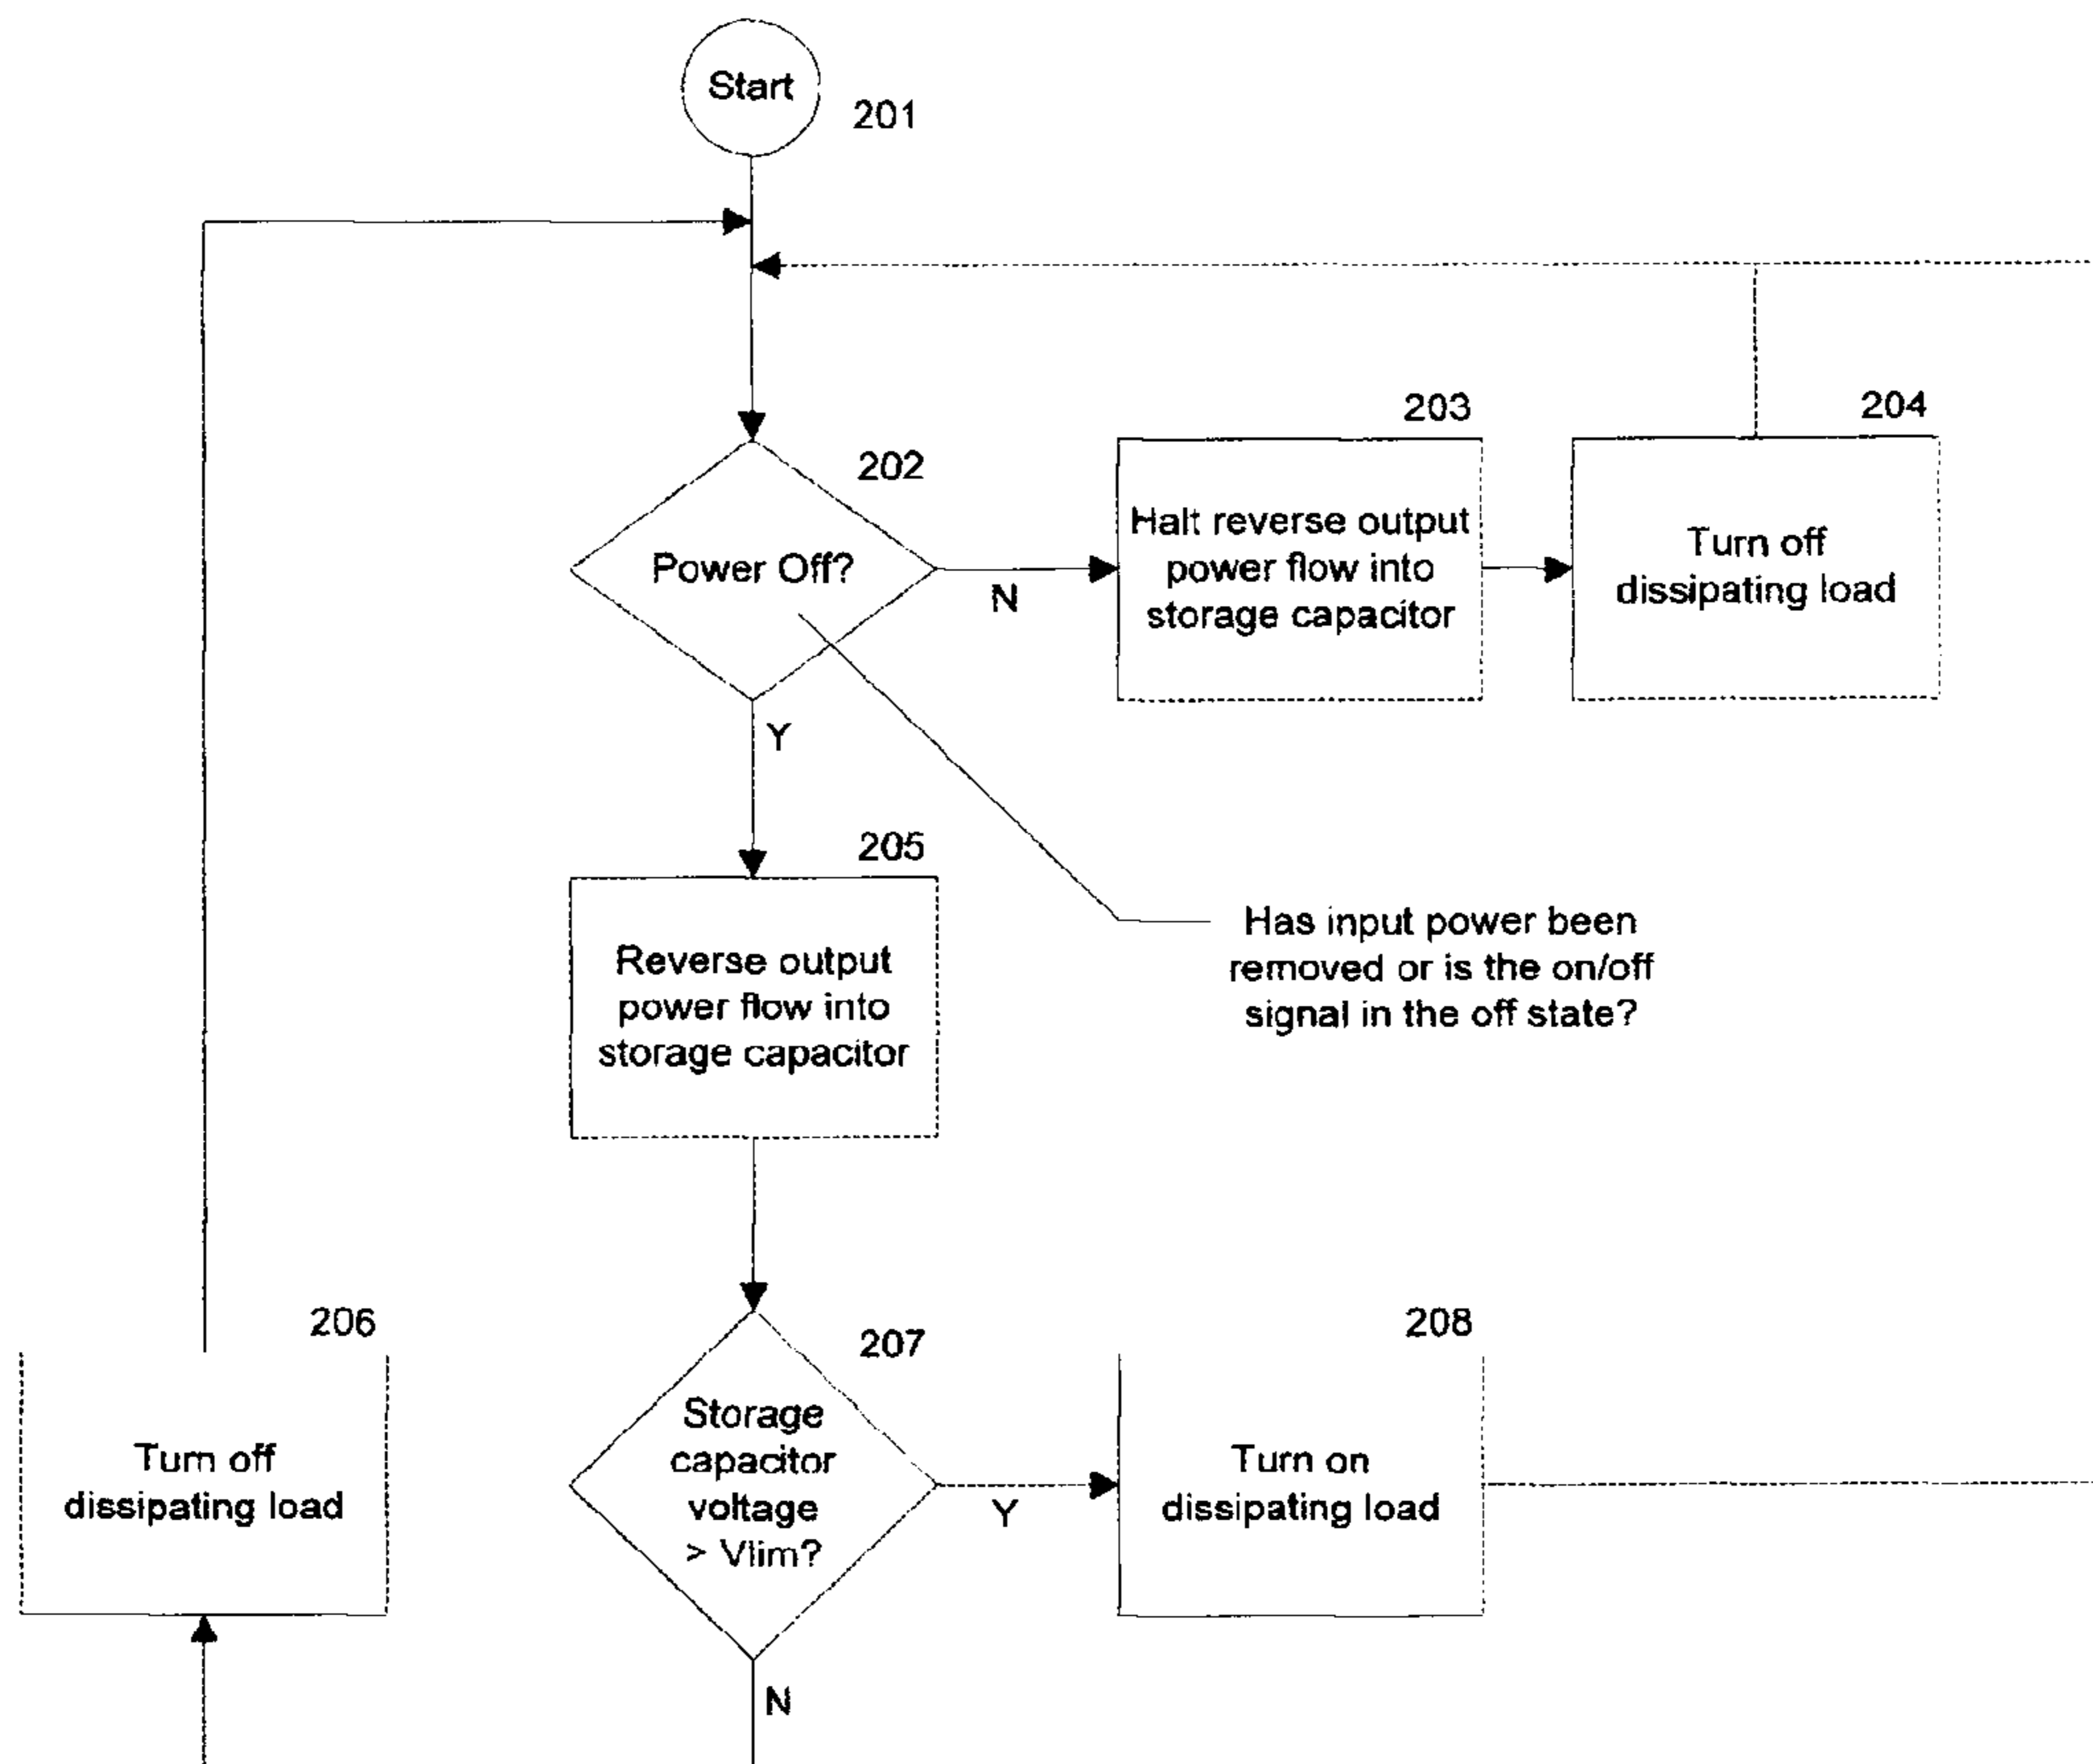 Start
201
202
Power Off?
N
Y
203
Halt reverse output
power flow into
storage capacitor
204
Turn off
dissipating load
205
Reverse output
power flow into
storage capacitor
Has input power been
removed or is the on/off
signal in the off state?
206
Turn off
dissipating load
207
Storage
capacitor
voltage
> Vlim?
Y
N
208
Turn on
dissipating load